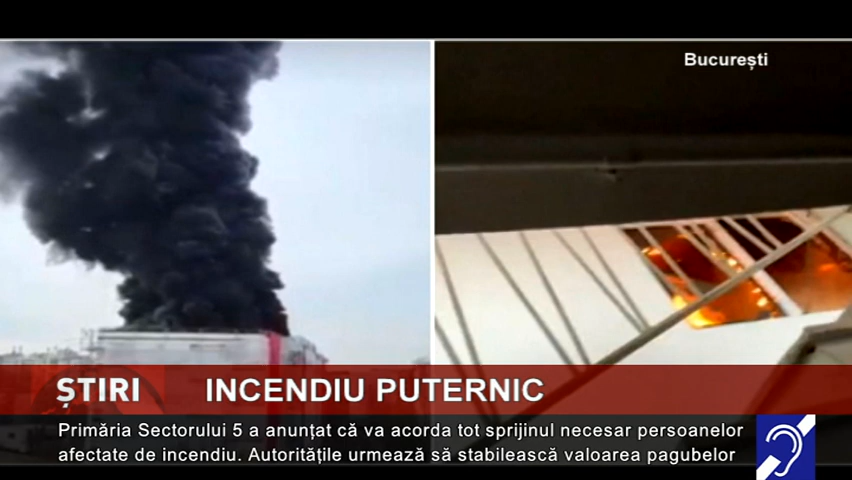 București
ȘTIRI INCENDIU PUTERNIC
Primăria Sectorului 5 a anunțat că va acorda tot sprijinul necesar persoanelor
afectate de incendiu. Autoritățile urmează să stabilească valoarea pagubelor